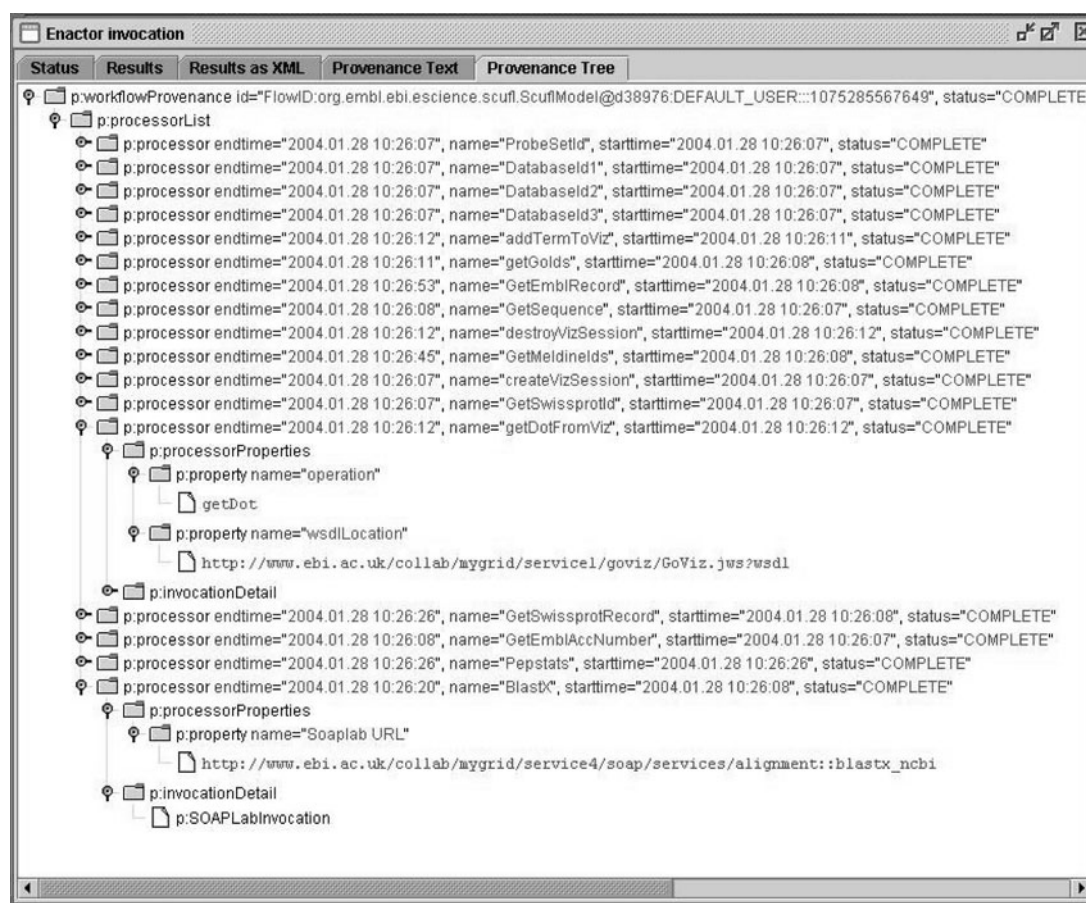 Enactor invocation
Status Results Results as XML Provenance Text Provenance Tree
p:workflowProvenance id="FlowID:org.embl.ebi.escience.scufl.ScuflModel@d38976:DEFAULT_USER:::1075285567649", status="COMPLETE
p:processorList
p:processor endtime="2004.01.28 10:26:07", name="ProbeSetId", starttime="2004.01.28 10:26:07", status="COMPLETE"
p:processor endtime="2004.01.28 10:26:07", name="DatabaseId1", starttime="2004.01.28 10:26:07", status="COMPLETE"
p:processor endtime="2004.01.28 10:26:07", name="DatabaseId2", starttime="2004.01.28 10:26:07", status="COMPLETE"
p:processor endtime="2004.01.28 10:26:07", name="DatabaseId3", starttime="2004.01.28 10:26:07", status="COMPLETE"
p:processor endtime="2004.01.28 10:26:12", name="addTermToViz", starttime="2004.01.28 10:26:11", status="COMPLETE"
p:processor endtime="2004.01.28 10:26:11", name="getGoIds", starttime="2004.01.28 10:26:08", status="COMPLETE"
p:processor endtime="2004.01.28 10:26:53", name="GetEmblRecord", starttime="2004.01.28 10:26:08", status="COMPLETE"
p:processor endtime="2004.01.28 10:26:08", name="GetSequence", starttime="2004.01.28 10:26:07", status="COMPLETE"
p:processor endtime="2004.01.28 10:26:12", name="destroyVizSession", starttime="2004.01.28 10:26:12", status="COMPLETE"
p:processor endtime="2004.01.28 10:26:45", name="GetMeldineIds", starttime="2004.01.28 10:26:08", status="COMPLETE"
p:processor endtime="2004.01.28 10:26:07", name="createVizSession", starttime="2004.01.28 10:26:07", status="COMPLETE"
p:processor endtime="2004.01.28 10:26:07", name="GetSwissprotId", starttime="2004.01.28 10:26:07", status="COMPLETE"
p:processor endtime="2004.01.28 10:26:12", name="getDotFromViz", starttime="2004.01.28 10:26:12", status="COMPLETE"
p:processorProperties
p:property name="operation"
getDot
p:property name="wsdlLocation"
http://www.ebi.ac.uk/collab/mygrid/service1/goviz/GoViz.jws?wsdl
p:invocationDetail
p:processor endtime="2004.01.28 10:26:26", name="GetSwissprotRecord", starttime="2004.01.28 10:26:08", status="COMPLETE"
p:processor endtime="2004.01.28 10:26:08", name="GetEmblAccNumber", starttime="2004.01.28 10:26:07", status="COMPLETE"
p:processor endtime="2004.01.28 10:26:26", name="Pepstats", starttime="2004.01.28 10:26:26", status="COMPLETE"
p:processor endtime="2004.01.28 10:26:20", name="BlastX", starttime="2004.01.28 10:26:08", status="COMPLETE"
p:processorProperties
p:property name="Soaplab URL"
http://www.ebi.ac.uk/collab/mygrid/service4/soap/services/alignment::blastx_ncbi
p:invocationDetail
p:SOAPLabInvocation